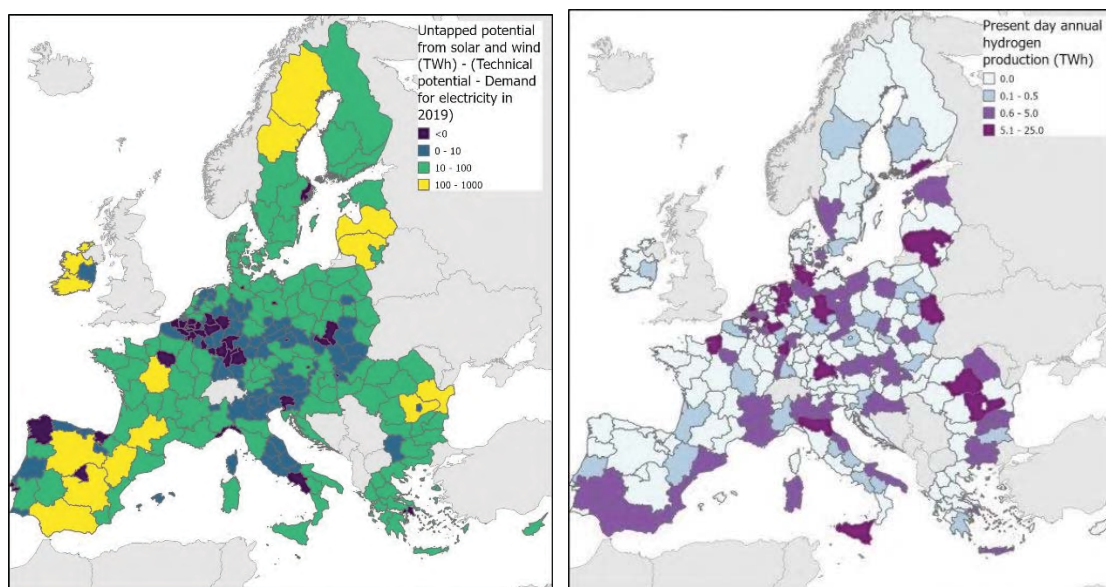 Untapped potential
from solar and wind
(TWh) - (Technical
potential - Demand
for electricity in
2019)
<0
0 - 10
10 - 100
100 - 1000
Present day annual
hydrogen
production (TWh)
0.0
0.1 - 0.5
0.6 - 5.0
5.1 - 25.0